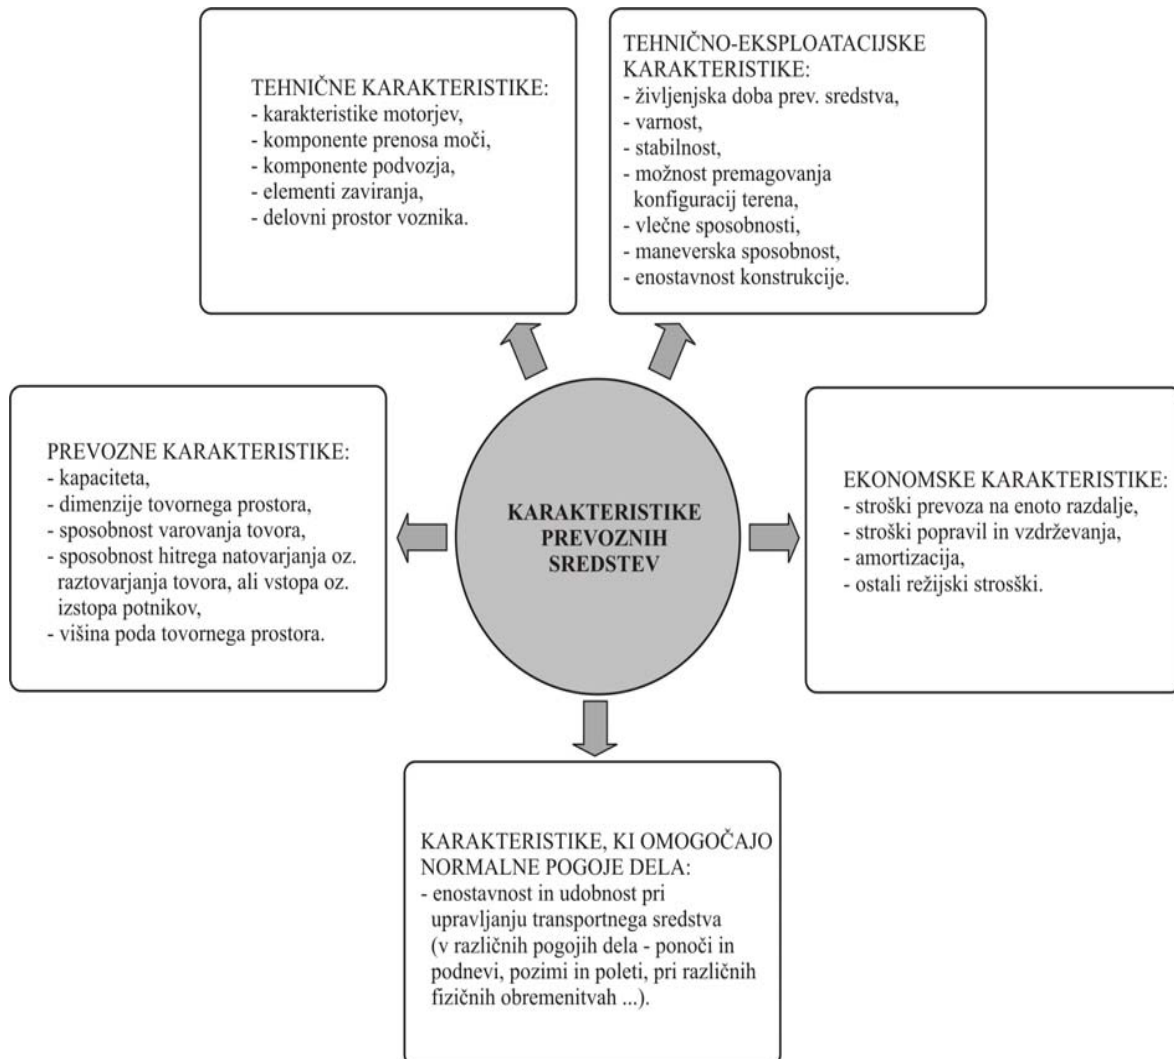 TEHNIČNE KARAKTERISTIKE:
- karakteristike motorjev,
- komponente prenosa moči,
- komponente podvozja,
- elementi zaviranja,
- delovni prostor voznika.
TEHNIČNO-EKSPLOATACIJSKE
KARAKTERISTIKE:
- življenjska doba prev. sredstva,
- varnost,
- stabilnost,
- možnost premagovanja
konfiguracij terena,
- vlečne sposobnosti,
- maneverska sposobnost,
- enostavnost konstrukcije.
PREVOZNE KARAKTERISTIKE:
- kapaciteta,
- dimenzije tovornega prostora,
- sposobnost varovanja tovora,
- sposobnost hitrega natovarjanja oz.
raztovarjanja tovora, ali vstopa oz.
izstopa potnikov,
- višina poda tovornega prostora.
KARAKTERISTIKE
PREVOZNIH
SREDSTEV
EKONOMSKE KARAKTERISTIKE:
- stroški prevoza na enoto razdalje,
- stroški popravil in vzdrževanja,
- amortizacija,
- ostali režijski strosški.
KARAKTERISTIKE, KI OMOGOČAJO
NORMALNE POGOJE DELA:
- enostavnost in udobnost pri
upravljanju transportnega sredstva
(v različnih pogojih dela - ponoči in
podnevi, pozimi in poleti, pri različnih
fizičnih obremenitvah ...).